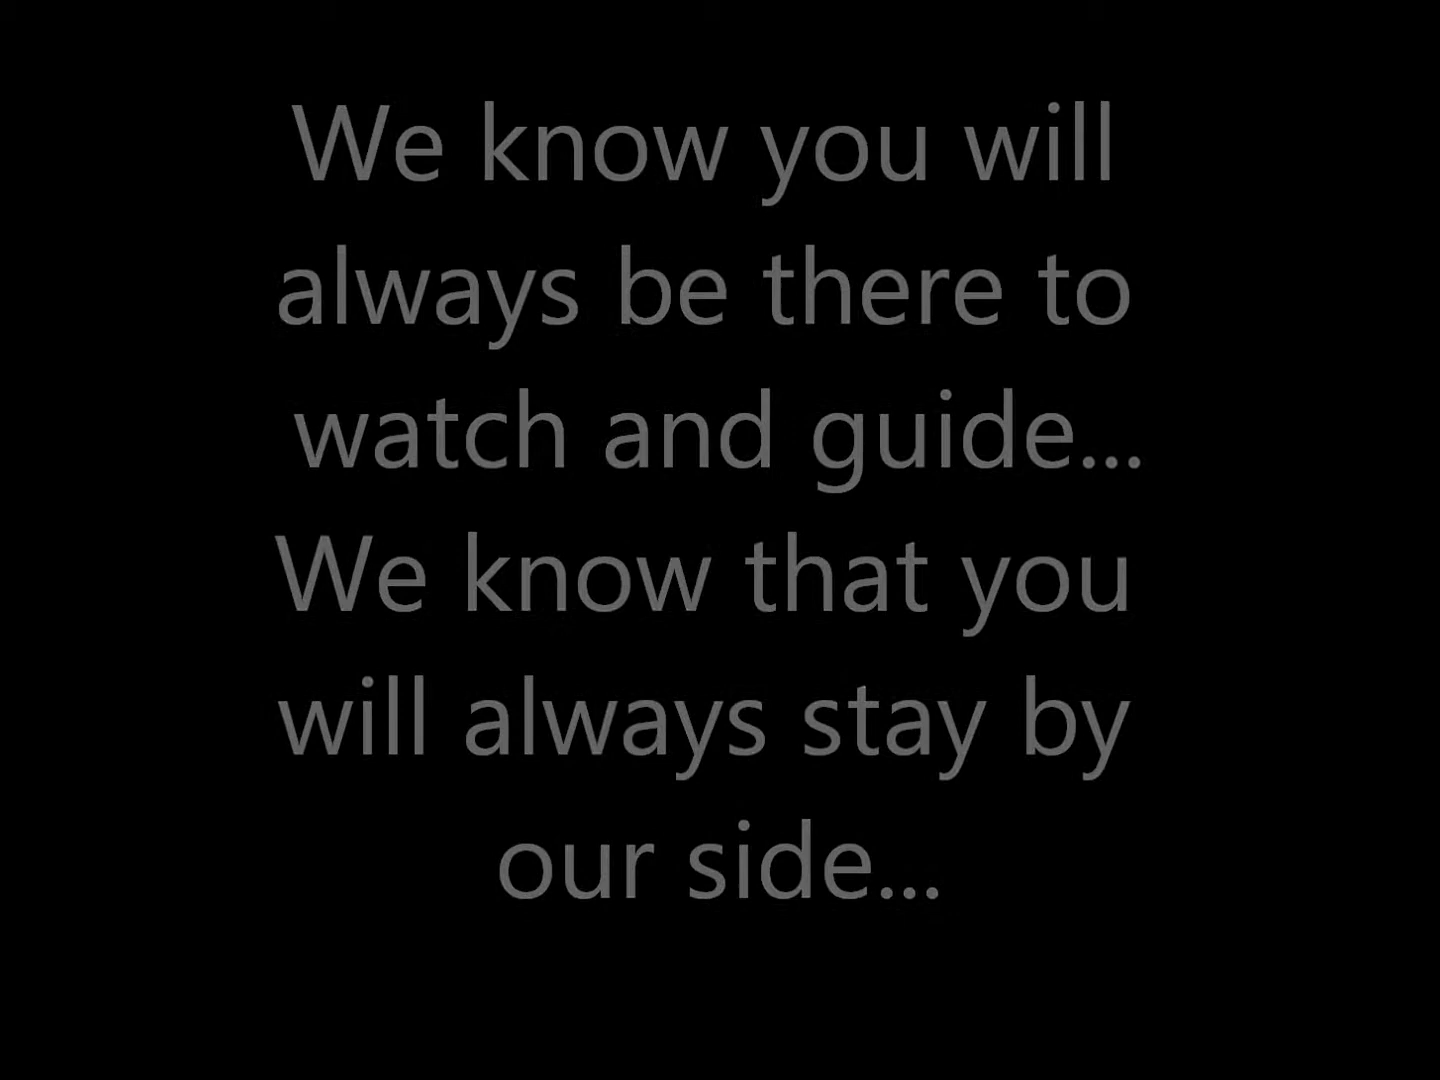 We know you will
always be there to
watch and guide...
We know that you
will always stay by
our side...